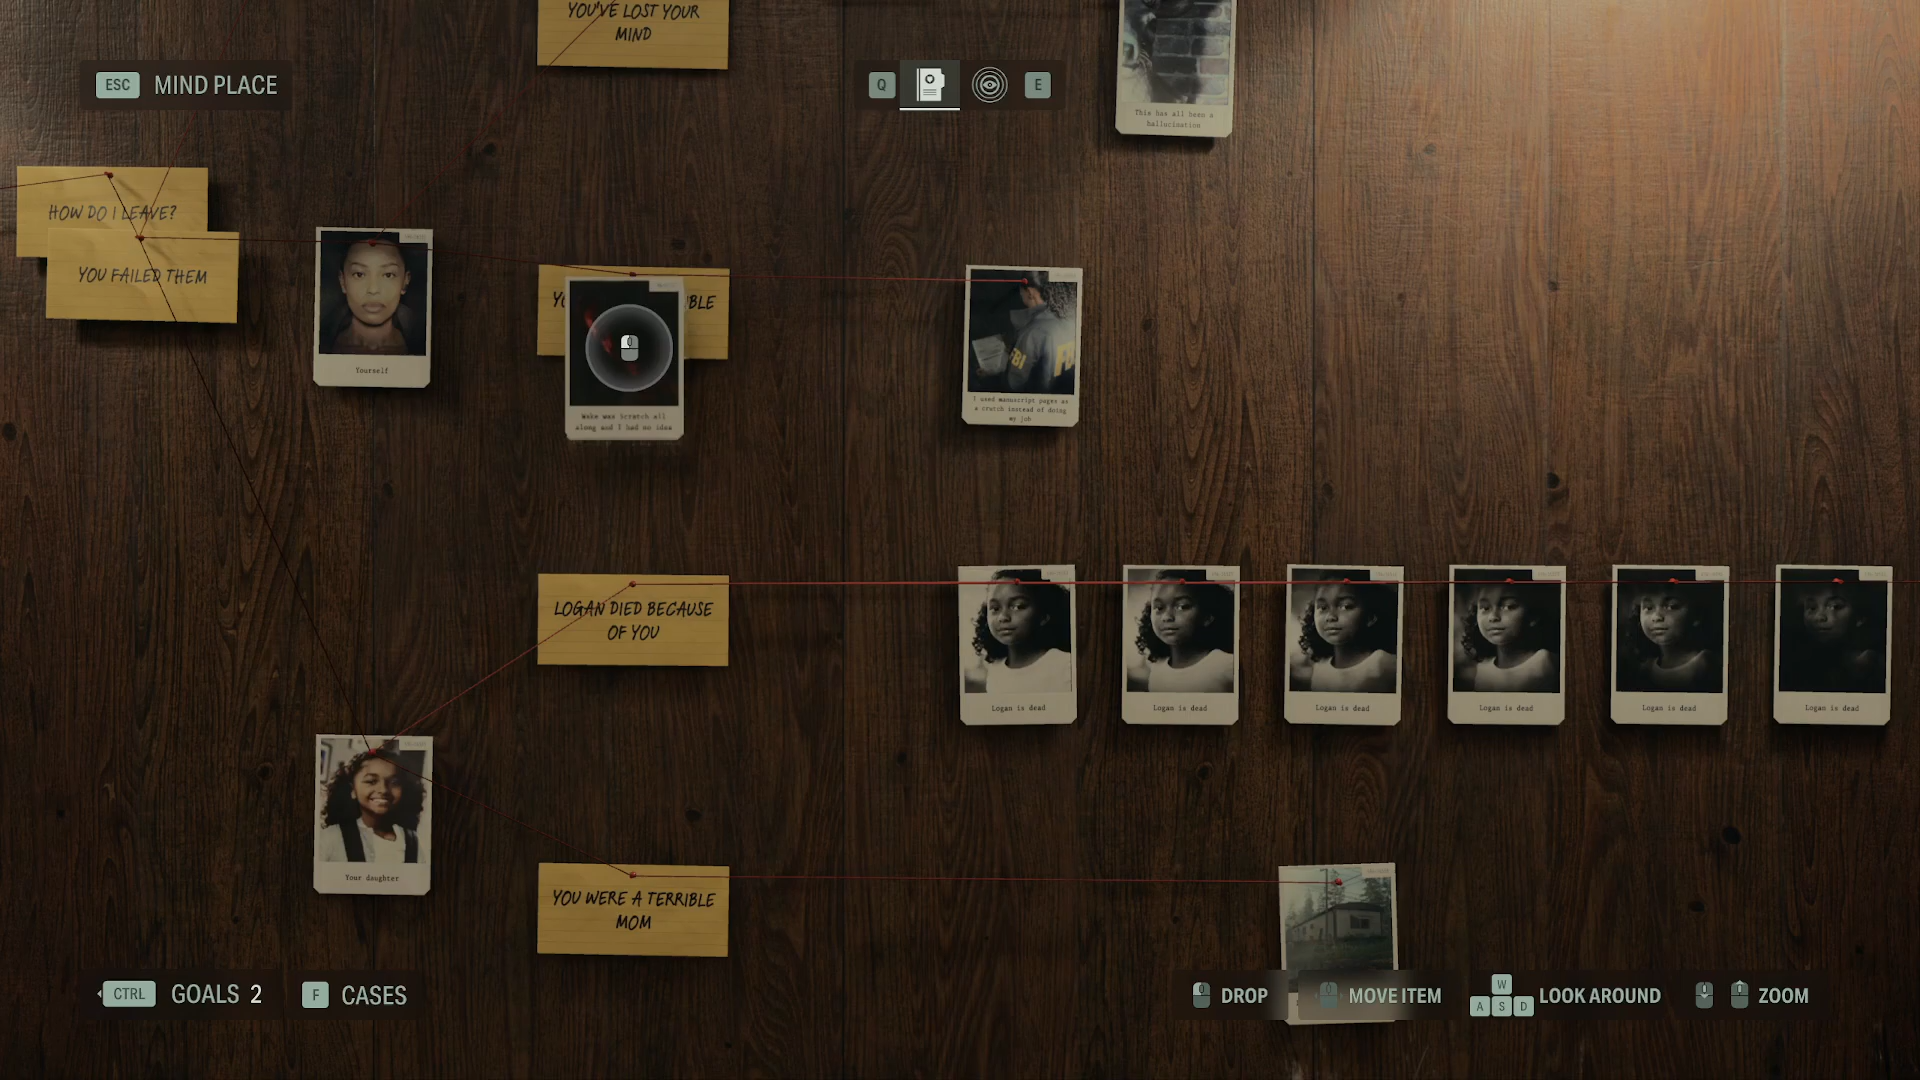 YOU'VE LOST YOUR
MIND
This has all been a
hallucination
ESC MIND PLACE
Q
E
HOW DO I LEAVE?
YOU FAILED THEM
Yourself
Wake was Scratch all
along and I had no idea
FBI
I used manuscript pages as
a crutch instead of doing
my job
LOGAN DIED BECAUSE
OF YOU
Logan is dead
Logan is dead
Logan is dead
Logan is dead
Logan is dead
Logan is dead
Your daughter
YOU WERE A TERRIBLE
MOM
CTRL GOALS 2
F CASES
DROP
MOVE ITEM
W
A S D
LOOK AROUND
ZOOM